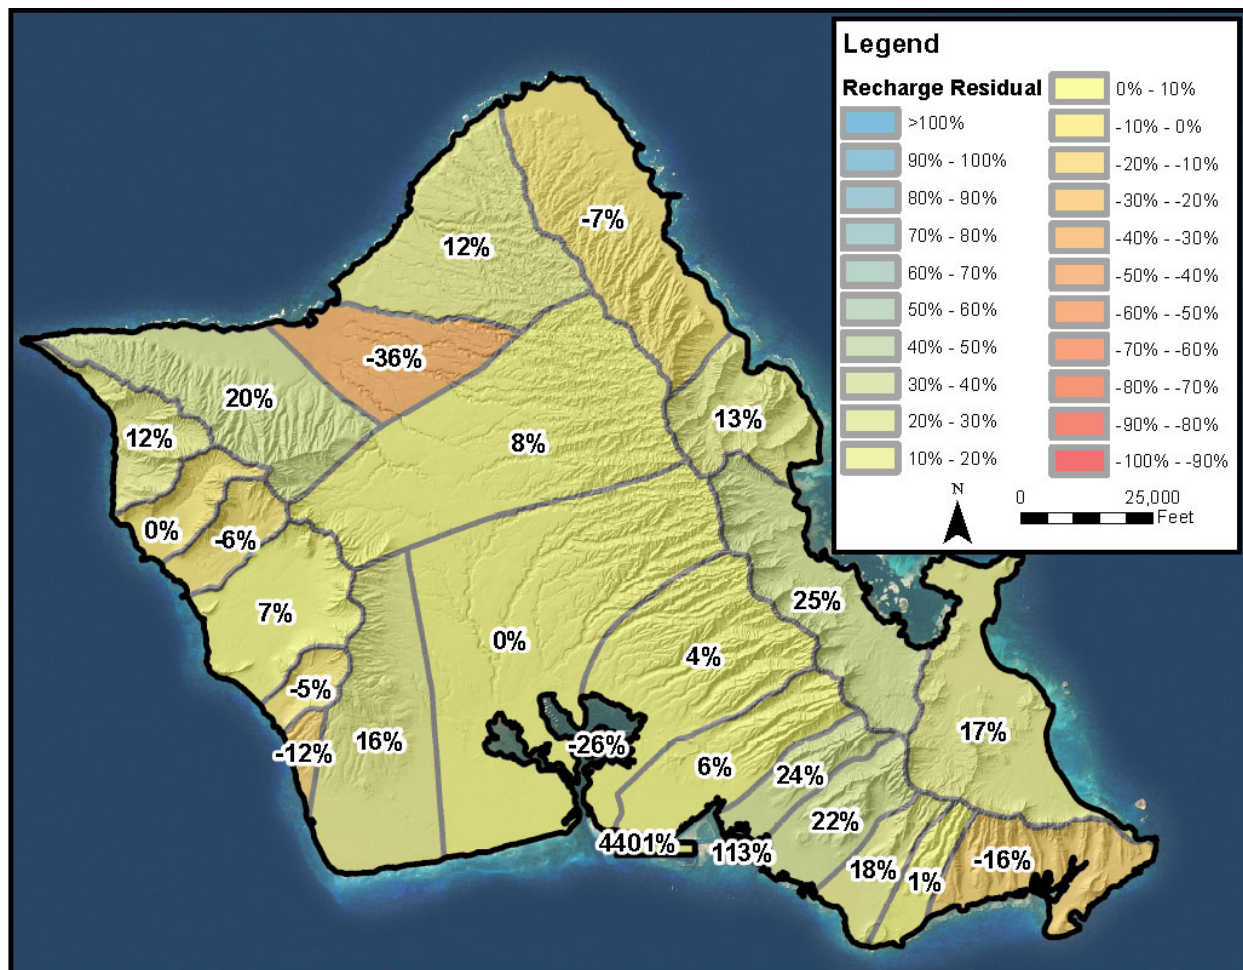 Legend
Recharge Residual
>100%
90% - 100%
80% - 90%
70% - 80%
60% - 70%
50% - 60%
40% - 50%
30% - 40%
20% - 30%
10% - 20%
0% - 10%
-10% - 0%
-20% - -10%
-30% - -20%
-40% - -30%
-50% - -40%
-60% - -50%
-70% - -60%
-80% - -70%
-90% - -80%
-100% - -90%
N
0 25,000
Feet
-7%
12%
-36%
20%
13%
12%
8%
0%
-6%
25%
7%
0%
4%
-5%
17%
-12%
16%
-26%
6%
24%
22%
4401%
113%
18%
1%
-16%